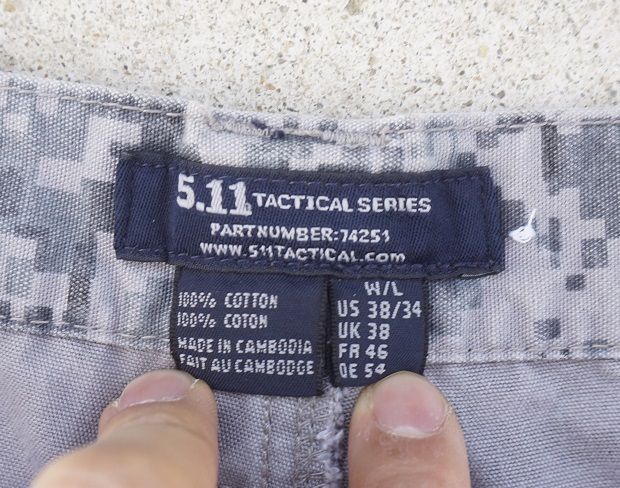 5.11 TACTICAL SERIES
PART NUMBER:74251
WWW.511TACTICAL.COM
100% COTTON
100% COTON
MADE IN CAMBODIA
FAIT AU CAMBODGE
W/L
US 38/34
UK 38
FR 46
DE 54